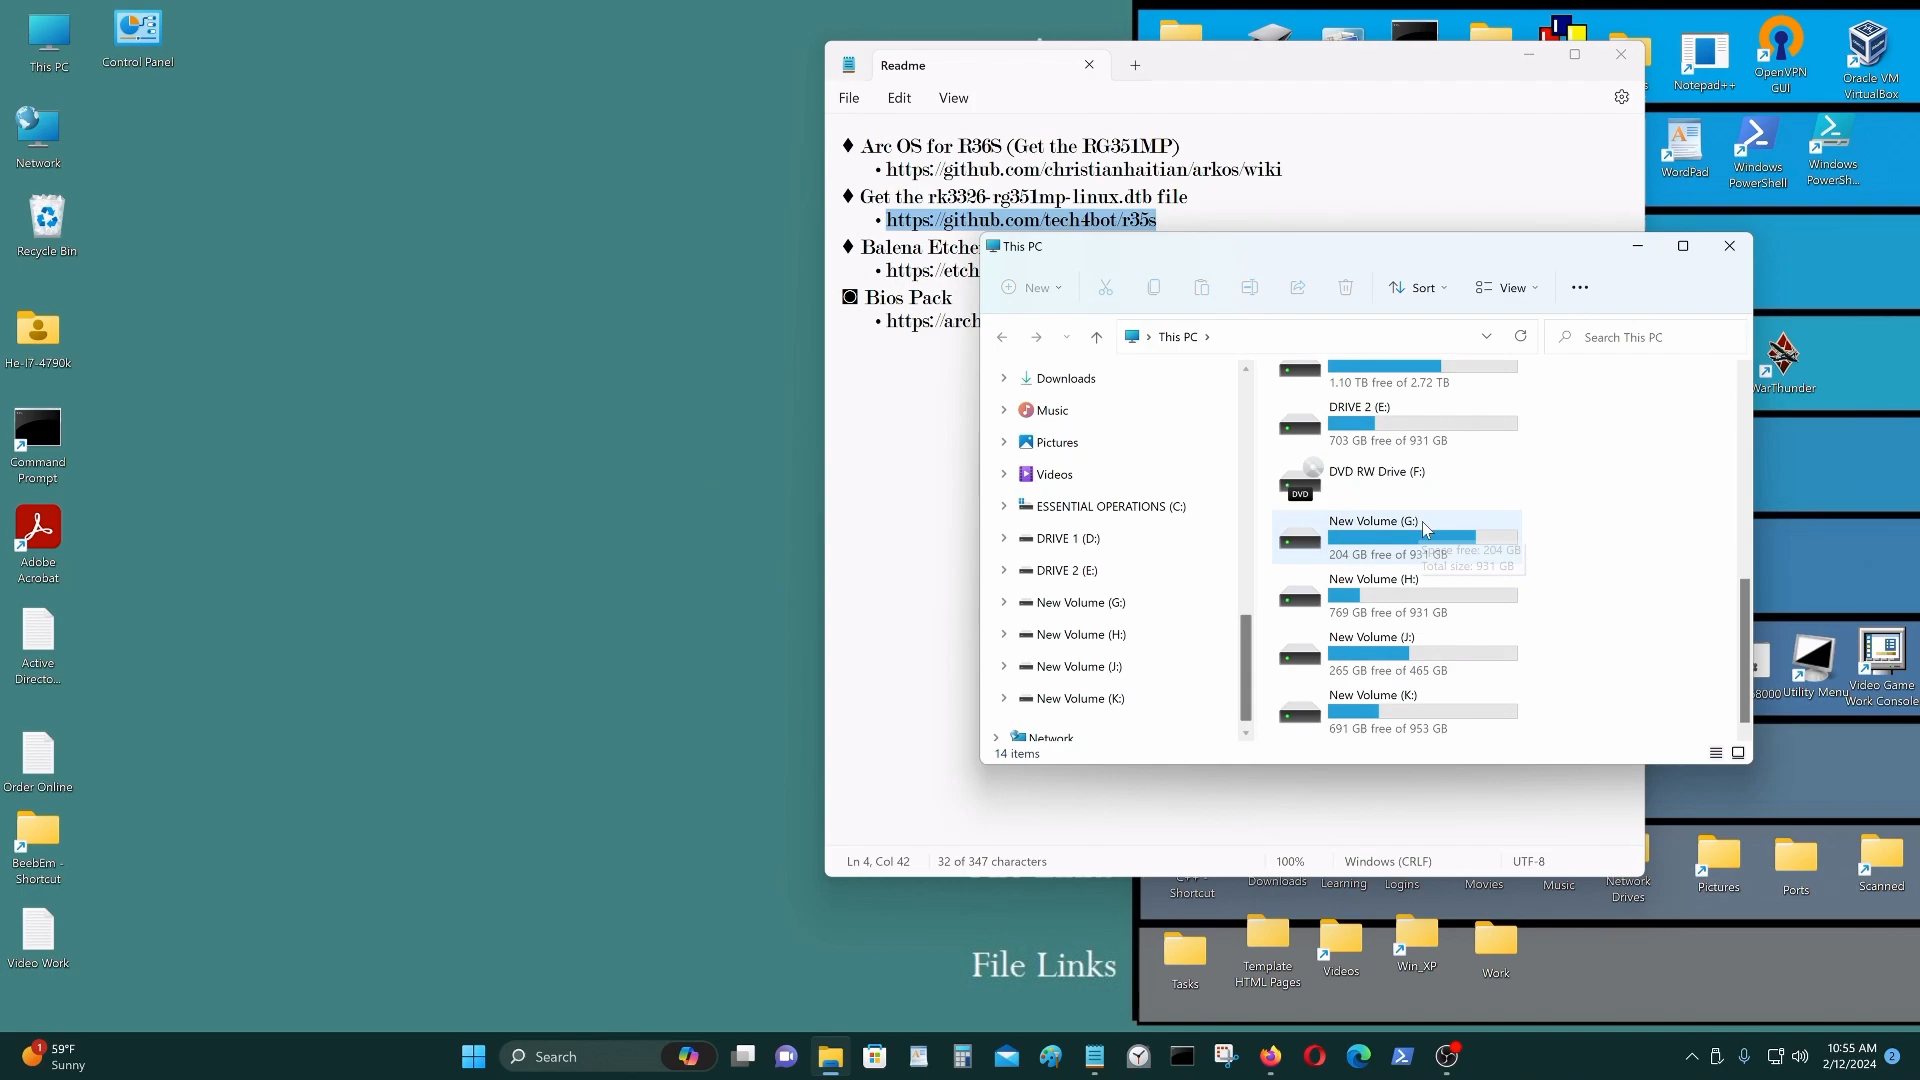 This PC
Control Panel
Network
Recycle Bin
He-I7-4790k
Command
Prompt
Adobe
Acrobat
Active
Directo...
Order Online
BeebEm -
Shortcut
Video Work
Readme
File Edit View
♦ Arc OS for R36S (Get the RG351MP)
• https://github.com/christianhaitian/arkos/wiki
♦ Get the rk3326-rg351mp-linux.dtb file
• https://github.com/tech4bot/r35s
♦ Balena Etche
• https://etch
◙ Bios Pack
• https://arch
Ln 4, Col 42
32 of 347 characters
100%
Windows (CRLF)
UTF-8
This PC
New
Sort
View
This PC
Search This PC
Downloads
Music
Pictures
Videos
ESSENTIAL OPERATIONS (C:)
DRIVE 1 (D:)
DRIVE 2 (E:)
New Volume (G:)
New Volume (H:)
New Volume (J:)
New Volume (K:)
Network
1.10 TB free of 2.72 TB
DRIVE 2 (E:)
703 GB free of 931 GB
DVD RW Drive (F:)
DVD
New Volume (G:)
204 GB free of 931 GB
Space free: 204 GB
Total size: 931 GB
New Volume (H:)
769 GB free of 931 GB
New Volume (J:)
265 GB free of 465 GB
New Volume (K:)
691 GB free of 953 GB
14 items
Notepad++
OpenVPN
GUI
Oracle VM
VirtualBox
WordPad
Windows
PowerShell
Windows
PowerSh...
WarThunder
68000
Utility Menu
Video Game
Work Console
Shortcut
Downloads
Learning
Logins
Movies
Music
Network
Drives
Pictures
Ports
Scanned
Tasks
Template
HTML Pages
Videos
Win_XP
Work
File Links
59°F
Sunny
1
Search
10:55 AM
2/12/2024
2